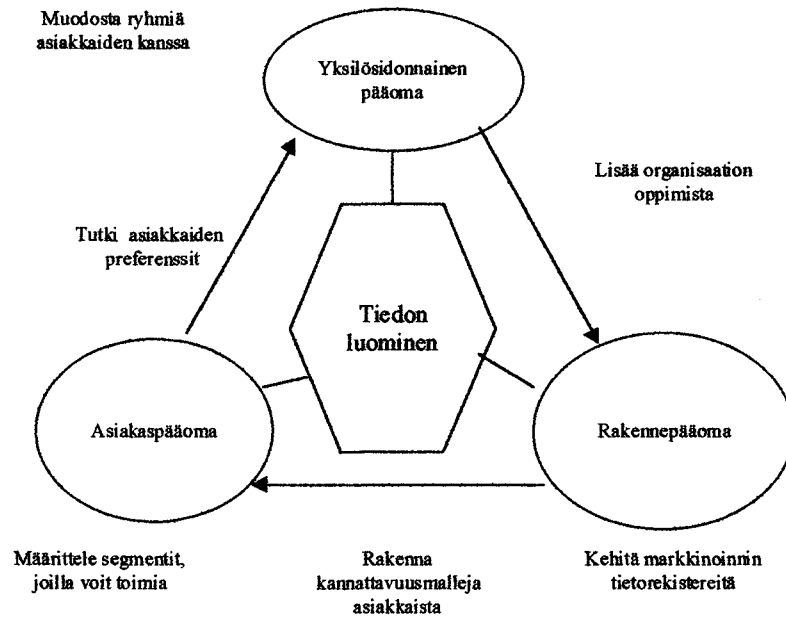 Muodosta ryhmiä
asiakkaiden kanssa
Yksilösidonnainen
pääoma
Lisää organisaation
oppimista
Tutki asiakkaiden
preferenssit
Tiedon
luominen
Asiakaspääoma
Rakennepääoma
Määrittele segmentit,
joilla voit toimia
Rakenna
kannattavuusmalleja
asiakkaista
Kehitä markkinoinnin
tietorekistereitä